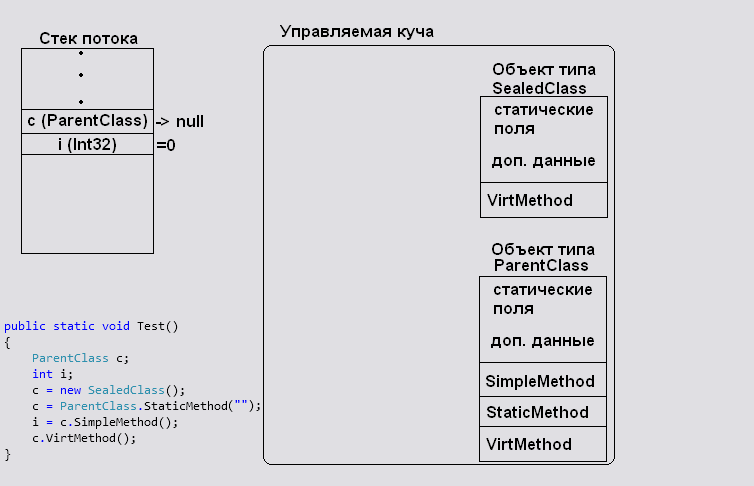 Стек потока
c (ParentClass) -> null
i (Int32) =0
Управляемая куча
Объект типа
SealedClass
статические
поля
доп. данные
VirtMethod
Объект типа
ParentClass
статические
поля
доп. данные
SimpleMethod
StaticMethod
VirtMethod
public static void Test()
{
    ParentClass c;
    int i;
    c = new SealedClass();
    c = ParentClass.StaticMethod("");
    i = c.SimpleMethod();
    c.VirtMethod();
}